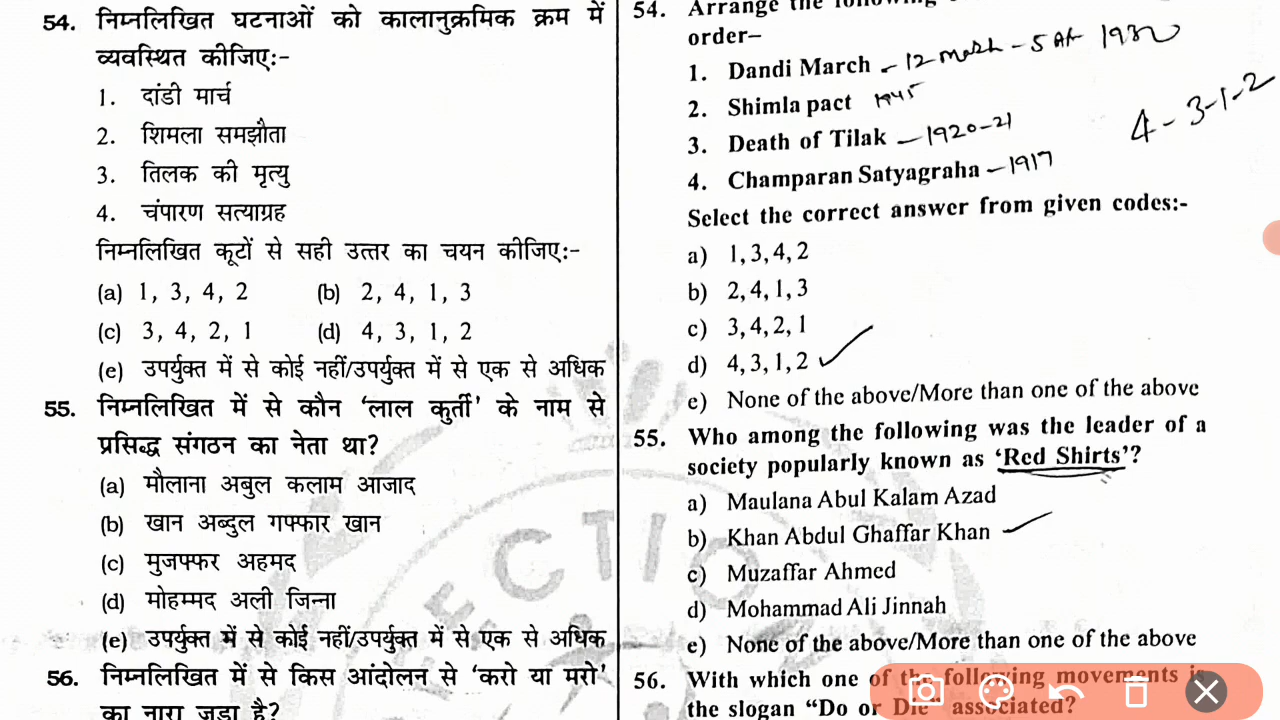 54. निम्नलिखित घटनाओं को कालानुक्रमिक क्रम में
व्यवस्थित कीजिए:-
1. दांडी मार्च
2. शिमला समझौता
3. तिलक की मृत्यु
4. चंपारण सत्याग्रह
निम्नलिखित कूटों से सही उत्तर का चयन कीजिए:-
(a) 1, 3, 4, 2 (b) 2, 4, 1, 3
(c) 3, 4, 2, 1 (d) 4, 3, 1, 2
(e) उपर्युक्त में से कोई नहीं/उपर्युक्त में से एक से अधिक
55. निम्नलिखित में से कौन ‘लाल कुर्ती’ के नाम से
प्रसिद्ध संगठन का नेता था?
(a) मौलाना अबुल कलाम आजाद
(b) खान अब्दुल गफ्फार खान
(c) मुजफ्फर अहमद
(d) मोहम्मद अली जिन्ना
(e) उपर्युक्त में से कोई नहीं/उपर्युक्त में से एक से अधिक
56. निम्नलिखित में से किस आंदोलन से ‘करो या मरो’
का नारा जुड़ा है?
54. Arrange the following
order–
1. Dandi March - 12 - 5 1930
2. Shimla pact 1945
3. Death of Tilak - 1920-21
4. Champaran Satyagraha - 1917
4-3-1-2
Select the correct answer from given codes:-
a) 1, 3, 4, 2
b) 2, 4, 1, 3
c) 3, 4, 2, 1
d) 4, 3, 1, 2
e) None of the above/More than one of the above
55. Who among the following was the leader of a
society popularly known as ‘Red Shirts’?
a) Maulana Abul Kalam Azad
b) Khan Abdul Ghaffar Khan
c) Muzaffar Ahmed
d) Mohammad Ali Jinnah
e) None of the above/More than one of the above
56. With which one of the following movements is
the slogan “Do or Die” associated?
ECTIO